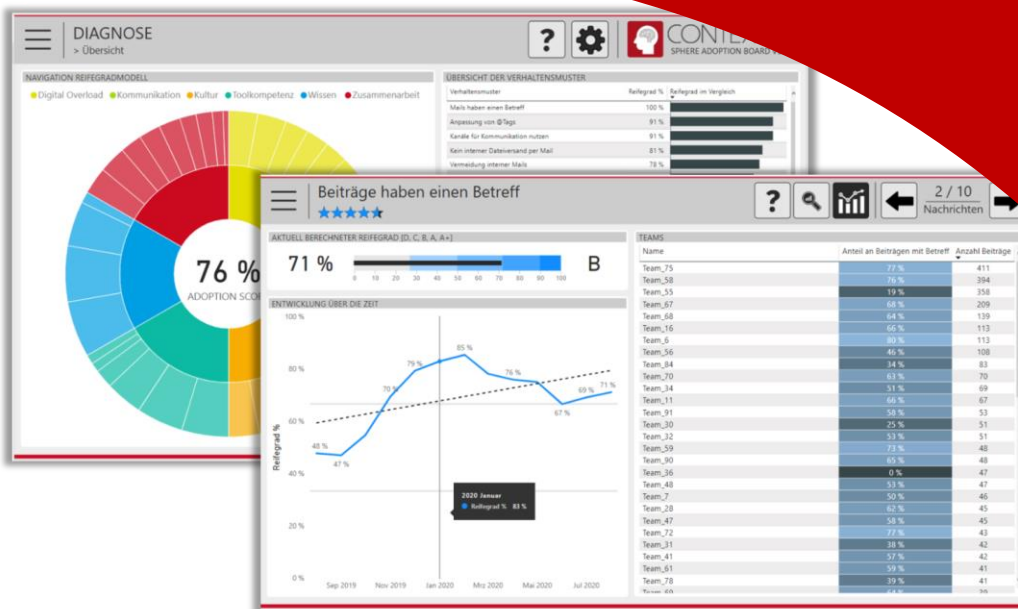 DIAGNOSE
> Übersicht
?
SPHERE ADOPTION BOARD
NAVIGATION REIFEGRADMODELL
Digital Overload Kommunikation Kultur Toolkompetenz Wissen Zusammenarbeit
76 %
ÜBERSICHT DER VERHALTENSMUSTER
Verhaltensmuster Reifegrad % Reifegrad im Vergleich
Mails haben einen Betreff 100 %
Anpassung von @Tags 91 %
Kanäle für Kommunikation nutzen 91 %
Kein interner Dateiversand per Mail 81 %
Vermeidung interner Mails 78 %
Beiträge haben einen Betreff
?
2 / 10
Nachrichten
AKTUELL BERECHNETER REIFEGRAD [D, C, B, A, A+]
71 %
0 10 20 30 40 50 60 70 80 90 100
B
ENTWICKLUNG ÜBER DIE ZEIT
Reifegrad %
100 %
80 %
60 %
40 %
20 %
0 %
48 %
47 %
70
79 %
85 %
76 %
67 %
69 %
71 %
2020 Januar
Reifegrad % 83 %
Sep 2019 Nov 2019 Jan 2020 Mrz 2020 Mai 2020 Jul 2020
TEAMS
Name Anteil an Beiträgen mit Betreff Anzahl Beiträge
Team_75 77 % 411
Team_58 76 % 394
Team_55 19 % 358
Team_67 68 % 209
Team_68 64 % 139
Team_16 66 % 113
Team_6 80 % 113
Team_56 46 % 108
Team_84 34 % 83
Team_70 63 % 70
Team_34 51 % 69
Team_11 66 % 67
Team_91 58 % 53
Team_30 25 % 51
Team_32 53 % 51
Team_59 73 % 48
Team_90 65 % 48
Team_36 0 % 47
Team_48 53 % 47
Team_7 50 % 46
Team_28 62 % 45
Team_47 58 % 45
Team_72 77 % 43
Team_31 38 % 42
Team_41 57 % 42
Team_61 59 % 41
Team_78 39 % 41